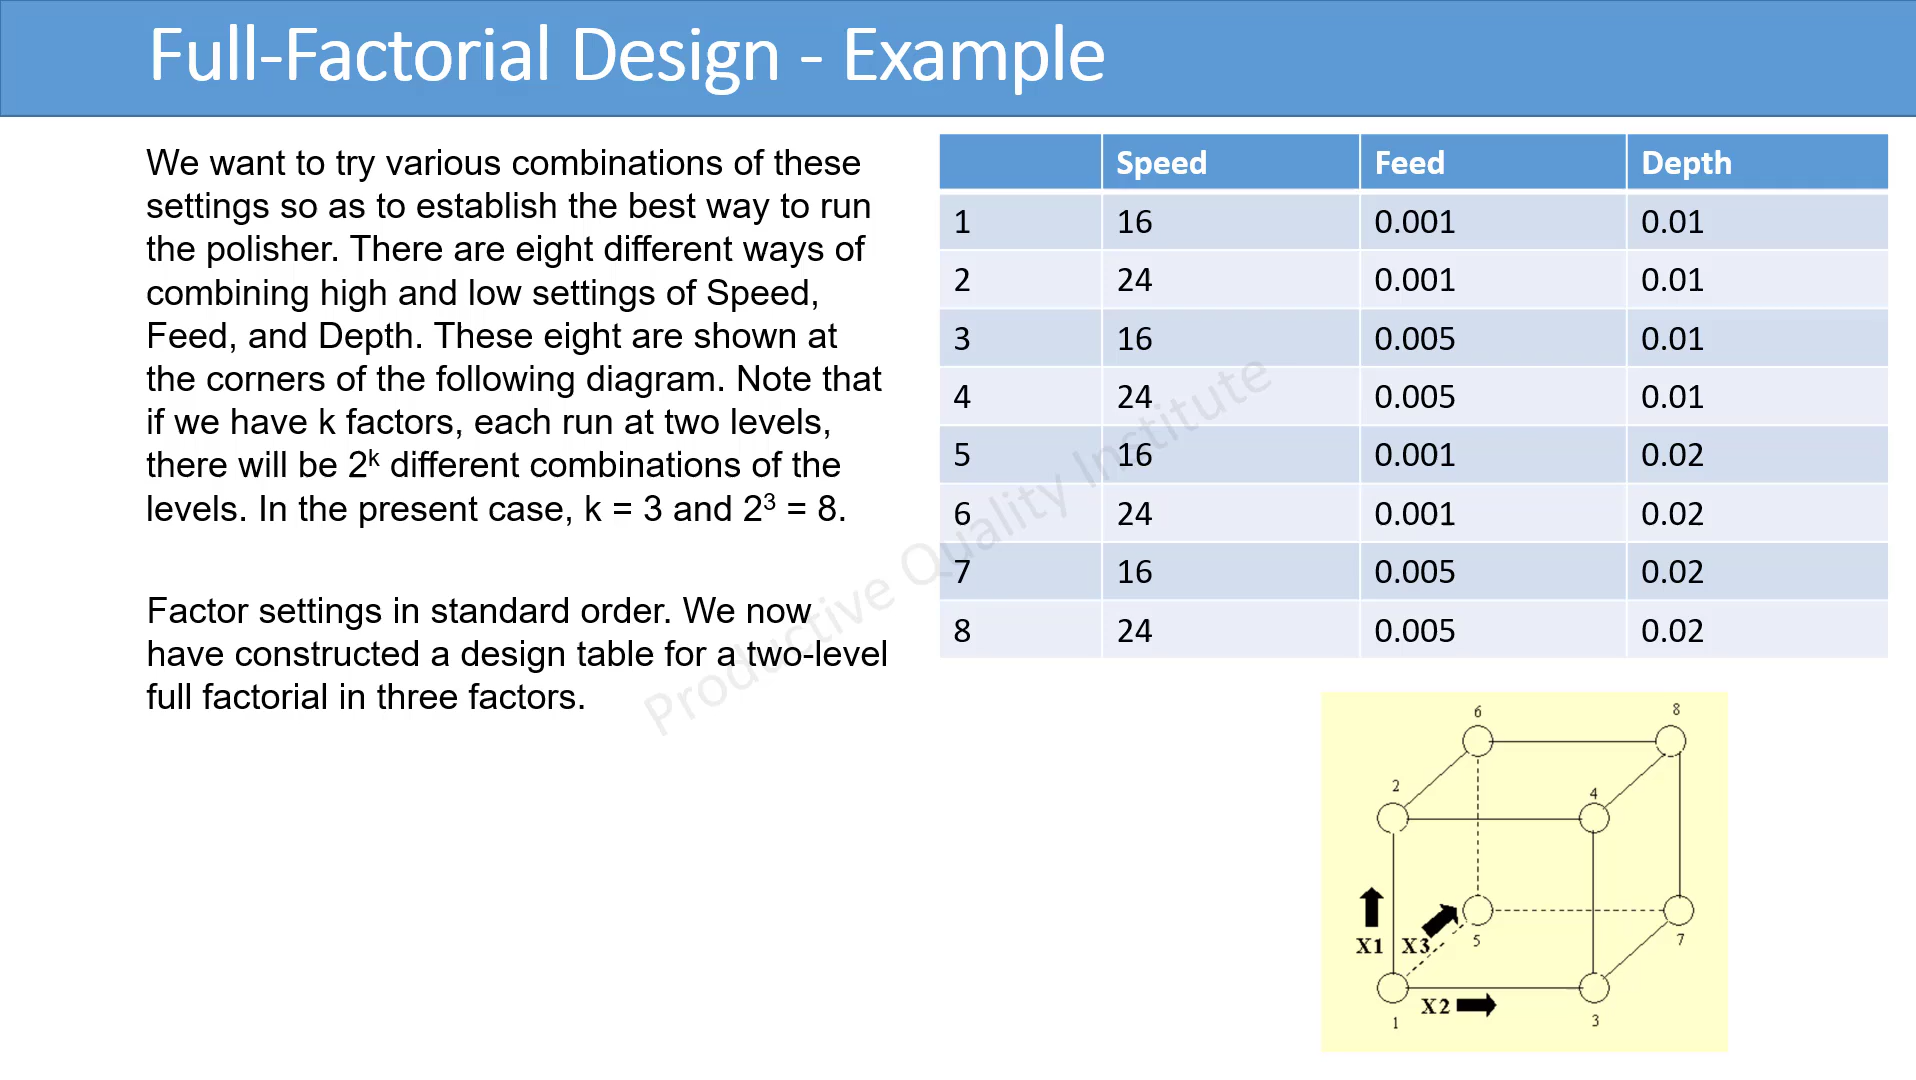 Full-Factorial Design - Example
We want to try various combinations of these
settings so as to establish the best way to run
the polisher. There are eight different ways of
combining high and low settings of Speed,
Feed, and Depth. These eight are shown at
the corners of the following diagram. Note that
if we have k factors, each run at two levels,
there will be 2^k different combinations of the
levels. In the present case, k = 3 and 2^3 = 8.
Factor settings in standard order. We now
have constructed a design table for a two-level
full factorial in three factors.
Speed Feed Depth
1 16 0.001 0.01
2 24 0.001 0.01
3 16 0.005 0.01
4 24 0.005 0.01
5 16 0.001 0.02
6 24 0.001 0.02
7 16 0.005 0.02
8 24 0.005 0.02
Productive Quality Institute
6 8
2 4
X1 X3 5 7
X2
1 3